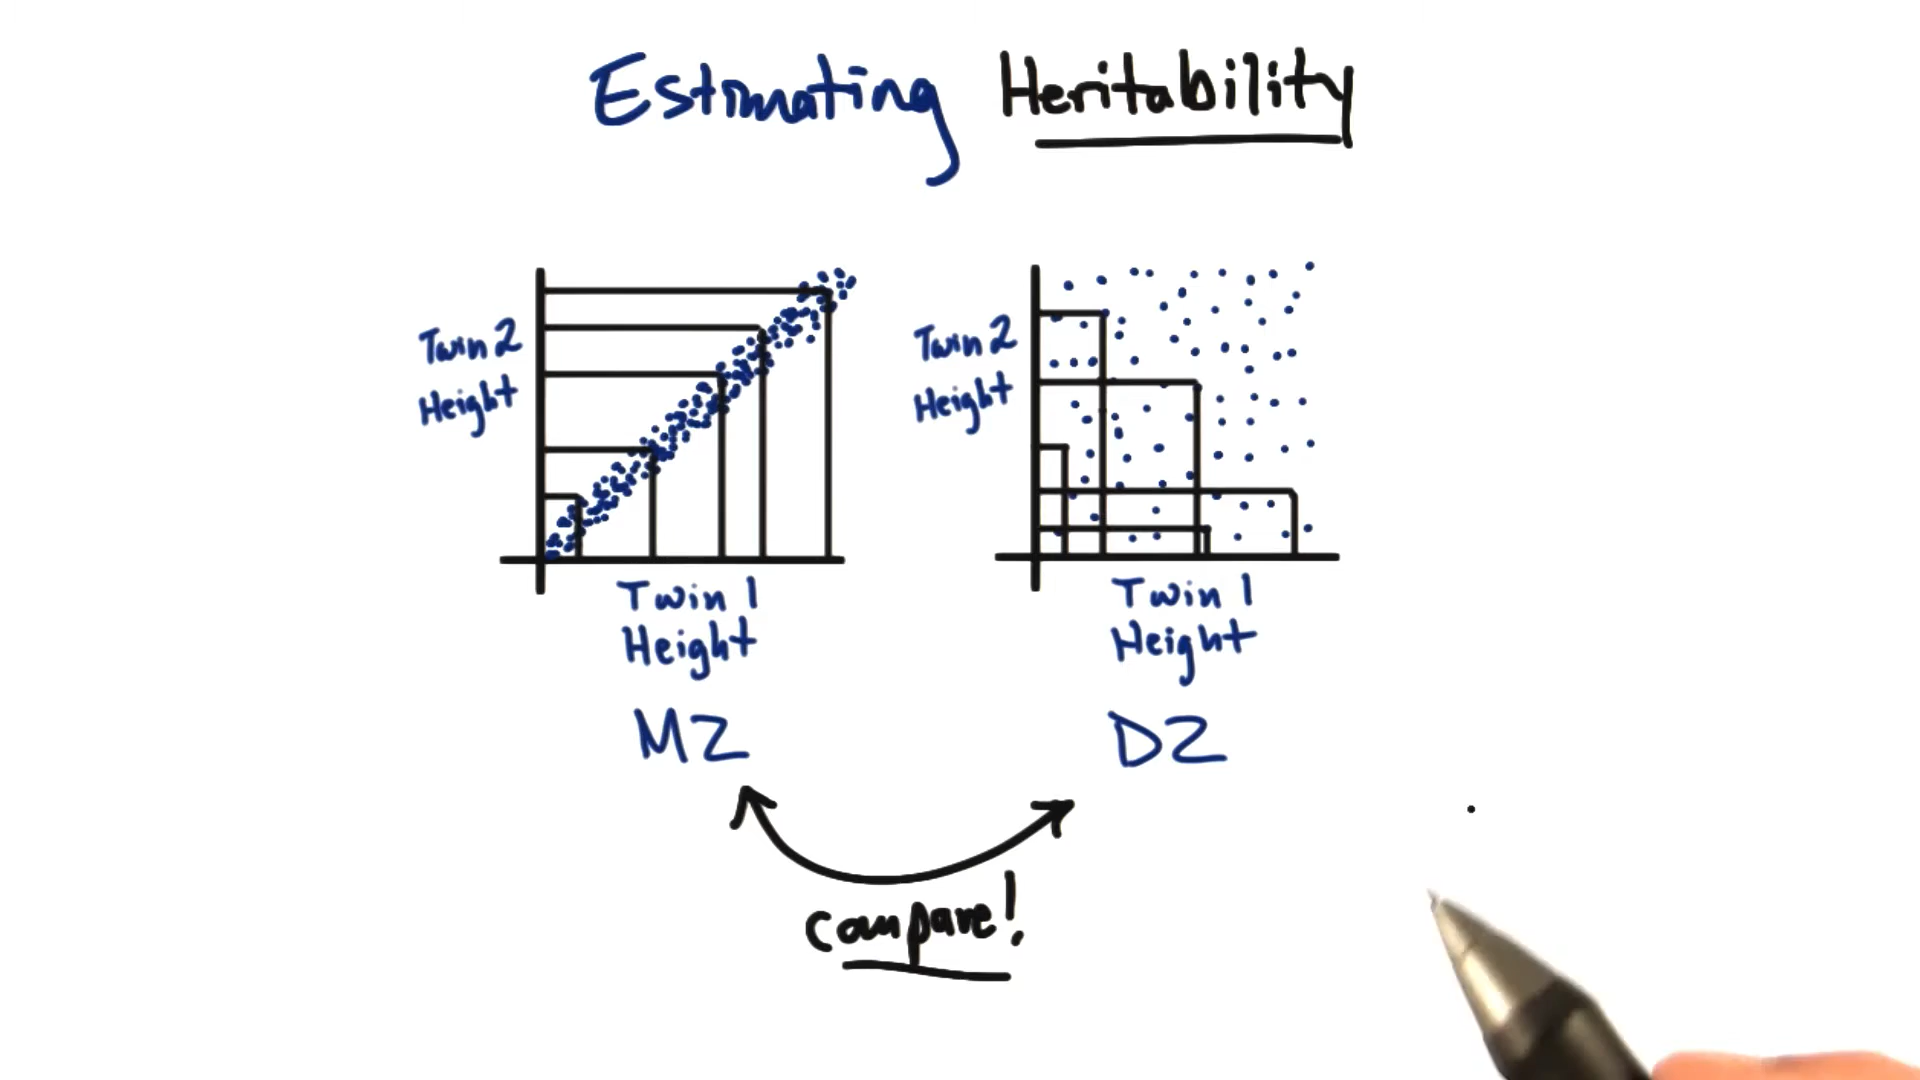 Estimating Heritability
Twin 2
Height
Twin 1
Height
MZ
Twin 2
Height
Twin 1
Height
DZ
Compare!